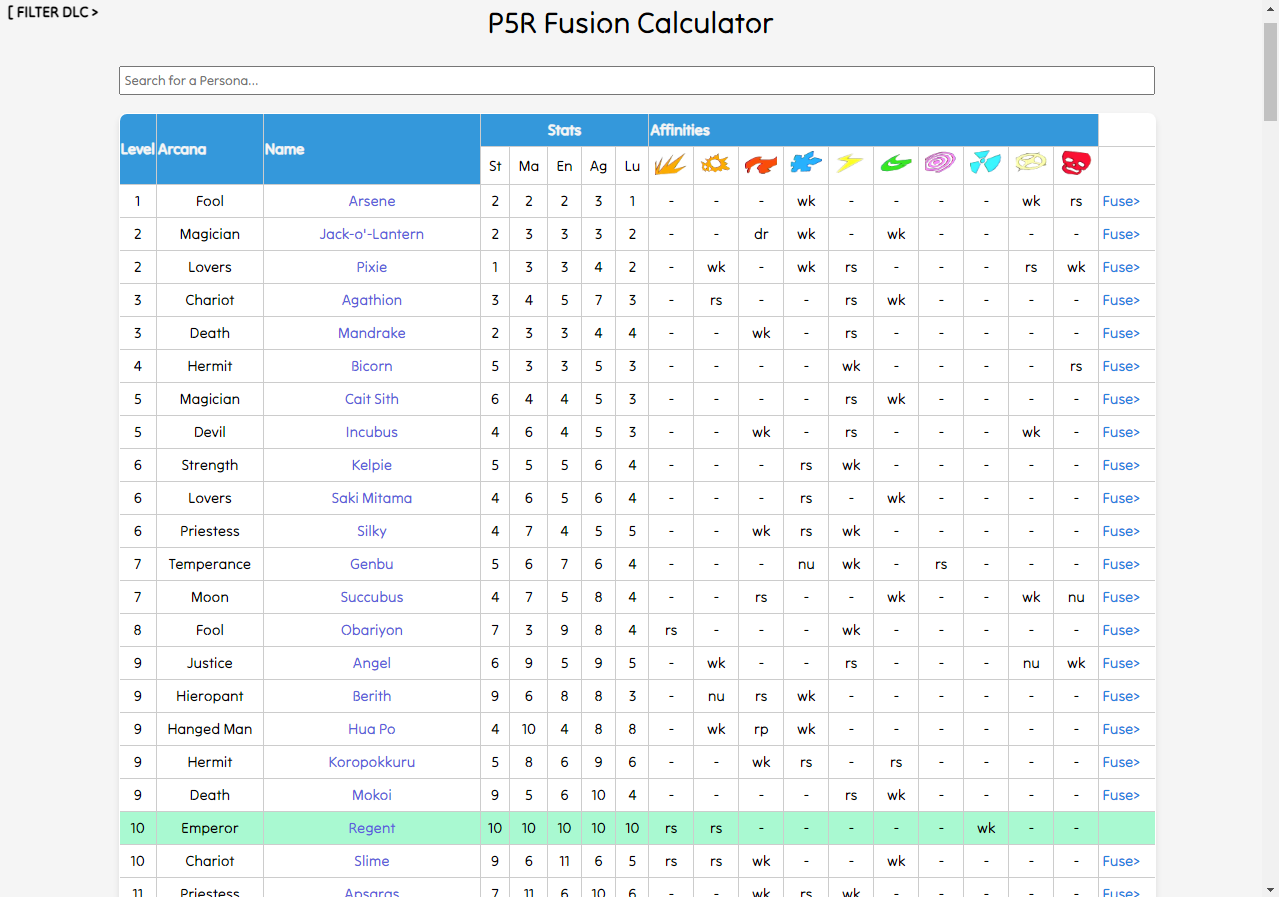 [ FILTER DLC >
P5R Fusion Calculator
Search for a Persona...
Level Arcana Name Stats Affinities
St Ma En Ag Lu
1 Fool Arsene 2 2 2 3 1 - - - wk - - - - wk rs Fuse>
2 Magician Jack-o'-Lantern 2 3 3 3 2 - - dr wk - wk - - - - Fuse>
2 Lovers Pixie 1 3 3 4 2 - wk - wk rs - - - rs wk Fuse>
3 Chariot Agathion 3 4 5 7 3 - rs - - rs wk - - - - Fuse>
3 Death Mandrake 2 3 3 4 4 - - wk - rs - - - - - Fuse>
4 Hermit Bicorn 5 3 3 5 3 - - - - wk - - - - rs Fuse>
5 Magician Cait Sith 6 4 4 5 3 - - - - rs wk - - - - Fuse>
5 Devil Incubus 4 6 4 5 3 - - wk - rs - - - wk - Fuse>
6 Strength Kelpie 5 5 5 6 4 - - - rs wk - - - - - Fuse>
6 Lovers Saki Mitama 4 6 5 6 4 - - - rs - wk - - - - Fuse>
6 Priestess Silky 4 7 4 5 5 - - wk rs wk - - - - - Fuse>
7 Temperance Genbu 5 6 7 6 4 - - - nu wk - rs - - - Fuse>
7 Moon Succubus 4 7 5 8 4 - - rs - - wk - - wk nu Fuse>
8 Fool Obariyon 7 3 9 8 4 rs - - - wk - - - - - Fuse>
9 Justice Angel 6 9 5 9 5 - wk - - rs - - - nu wk Fuse>
9 Hieropant Berith 9 6 8 8 3 - nu rs wk - - - - - - Fuse>
9 Hanged Man Hua Po 4 10 4 8 8 - wk rp wk - - - - - - Fuse>
9 Hermit Koropokkuru 5 8 6 9 6 - - wk rs - rs - - - - Fuse>
9 Death Mokoi 9 5 6 10 4 - - - - rs wk - - - - Fuse>
10 Emperor Regent 10 10 10 10 10 rs rs - - - - - wk - -
10 Chariot Slime 9 6 11 6 5 rs rs wk - - wk - - - - Fuse>
11 Priestess Apsaras 7 11 6 10 6 - - wk rs wk - - - - - Fuse>